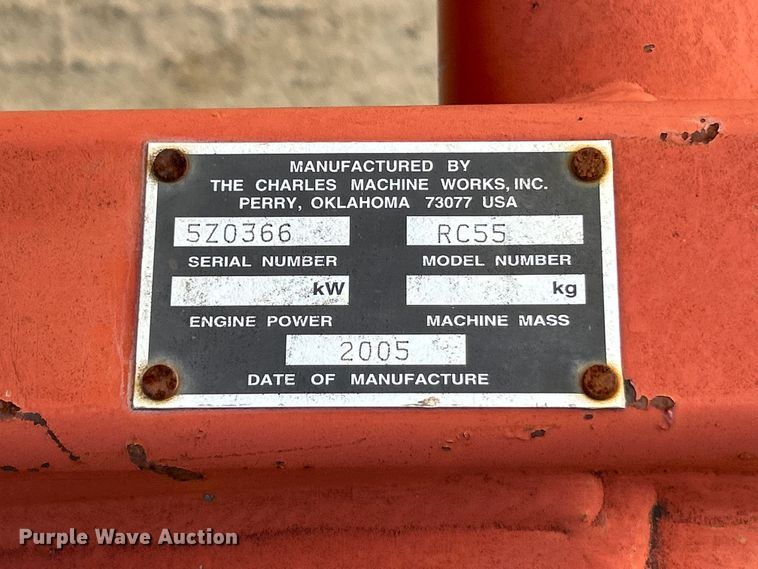 MANUFACTURED BY
THE CHARLES MACHINE WORKS, INC.
PERRY, OKLAHOMA 73077 USA
5Z0366 RC55
SERIAL NUMBER MODEL NUMBER
kW kg
ENGINE POWER MACHINE MASS
2005
DATE OF MANUFACTURE
Purple Wave Auction